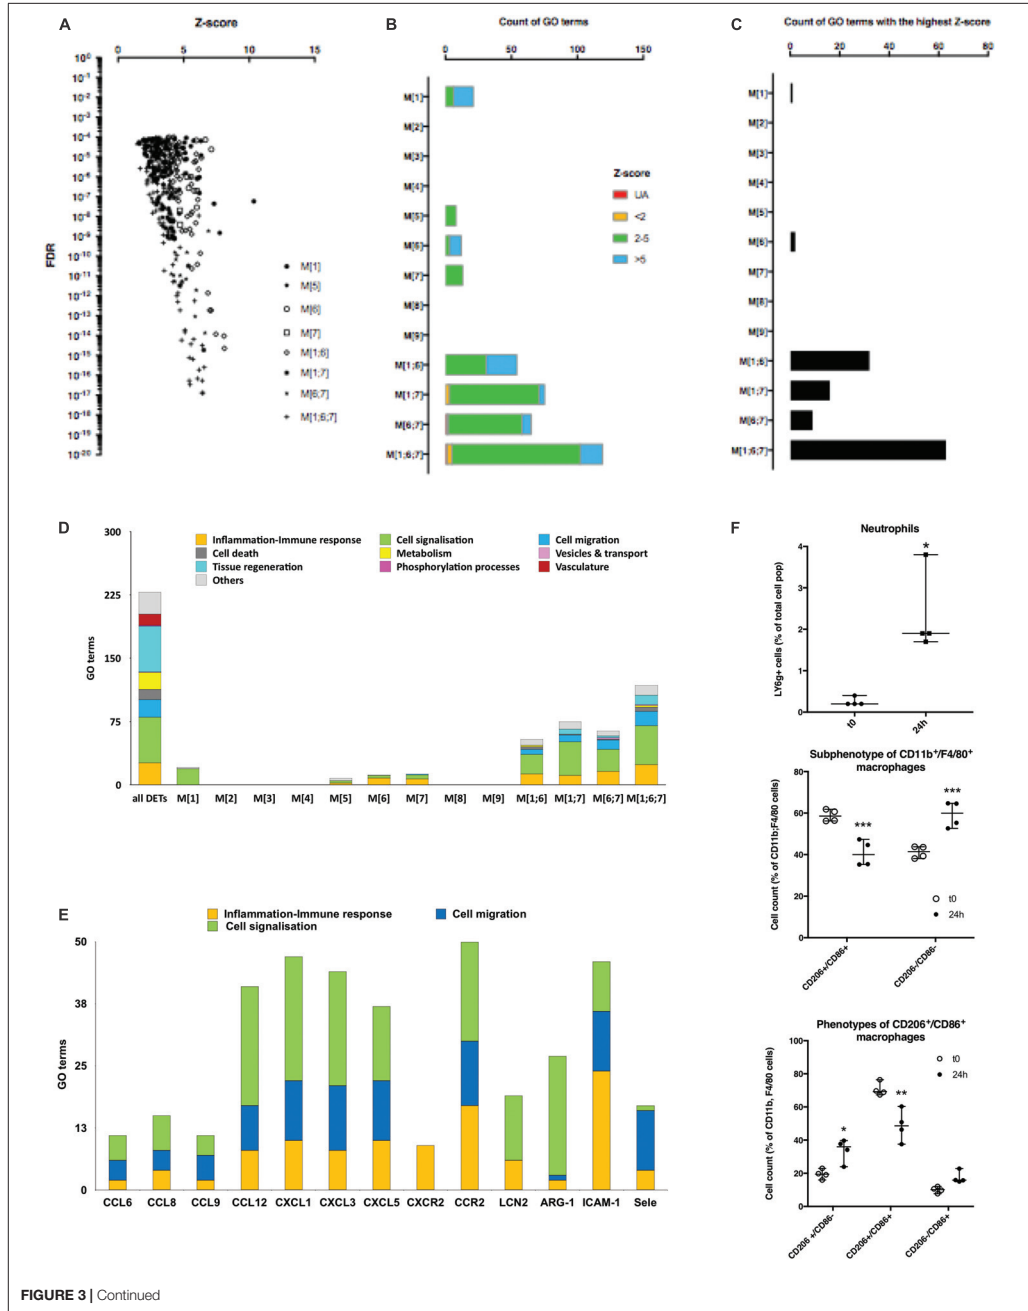 A
Z-score
0 5 10 15
FDR
10⁰
10⁻¹
10⁻²
10⁻³
10⁻⁴
10⁻⁵
10⁻⁶
10⁻⁷
10⁻⁸
10⁻⁹
10⁻¹⁰
10⁻¹¹
10⁻¹²
10⁻¹³
10⁻¹⁴
10⁻¹⁵
10⁻¹⁶
10⁻¹⁷
10⁻¹⁸
10⁻¹⁹
10⁻²⁰
M[1]
M[5]
M[6]
M[7]
M[1;6]
M[1;7]
M[6;7]
M[1;6;7]
B
Count of GO terms
0 50 100 150
M[1]
M[2]
M[3]
M[4]
M[5]
M[6]
M[7]
M[8]
M[9]
M[1;6]
M[1;7]
M[6;7]
M[1;6;7]
Z-score
UA
<2
2-5
>5
C
Count of GO terms with the highest Z-score
0 20 40 60 80
M[1]
M[2]
M[3]
M[4]
M[5]
M[6]
M[7]
M[8]
M[9]
M[1;6]
M[1;7]
M[6;7]
M[1;6;7]
D
GO terms
300
225
150
75
0
Inflammation-Immune response Cell signalisation Cell migration
Cell death Metabolism Vesicles & transport
Tissue regeneration Phosphorylation processes Vasculature
Others
all DETs M[1] M[2] M[3] M[4] M[5] M[6] M[7] M[8] M[9] M[1;6] M[1;7] M[6;7] M[1;6;7]
E
Inflammation-Immune response Cell migration
Cell signalisation
GO terms
50
38
25
13
0
CCL6 CCL8 CCL9 CCL12 CXCL1 CXCL3 CXCL5 CXCR2 CCR2 LCN2 ARG-1 ICAM-1 Sele
F
Neutrophils
LY6g+ cells (% of total cell pop)
4
3
2
1
0
*
t0 24h
Subphenotype of CD11b⁺/F4/80⁺
macrophages
Cell count (% of CD11b;F4/80 cells)
80
60
40
20
0
*** ***
t0
24h
CD206+/CD86+ CD206-/CD86-
Phenotypes of CD206⁺/CD86⁺
macrophages
Cell count (% of CD11b, F4/80 cells)
100
80
60
40
20
0
* **
t0
24h
CD206 +/CD86- CD206+/CD86+ CD206-/CD86+
FIGURE 3 | Continued